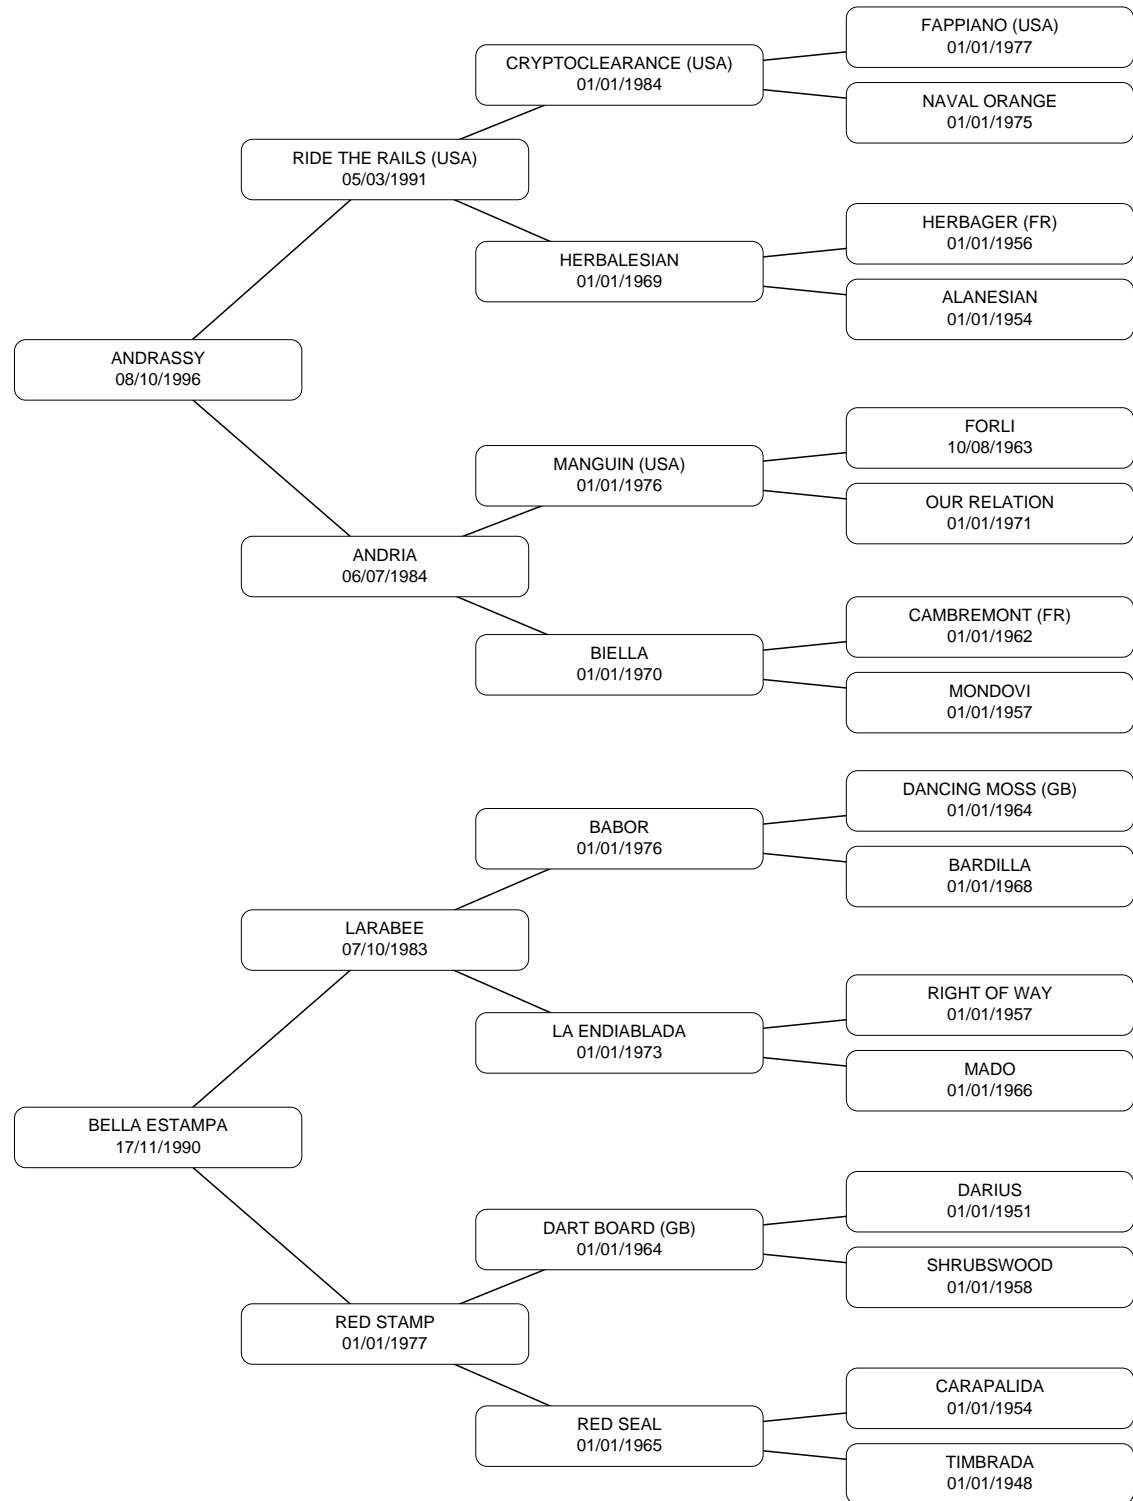 FAPPIANO (USA)
01/01/1977
CRYPTOCLEARANCE (USA)
01/01/1984
NAVAL ORANGE
01/01/1975
RIDE THE RAILS (USA)
05/03/1991
HERBAGER (FR)
01/01/1956
HERBALESIAN
01/01/1969
ALANESIAN
01/01/1954
ANDRASSY
08/10/1996
FORLI
10/08/1963
MANGUIN (USA)
01/01/1976
OUR RELATION
01/01/1971
ANDRIA
06/07/1984
CAMBREMONT (FR)
01/01/1962
BIELLA
01/01/1970
MONDOVI
01/01/1957
DANCING MOSS (GB)
01/01/1964
BABOR
01/01/1976
BARDILLA
01/01/1968
LARABEE
07/10/1983
RIGHT OF WAY
01/01/1957
LA ENDIABLADA
01/01/1973
MADO
01/01/1966
BELLA ESTAMPA
17/11/1990
DARIUS
01/01/1951
DART BOARD (GB)
01/01/1964
SHRUBSWOOD
01/01/1958
RED STAMP
01/01/1977
CARAPALIDA
01/01/1954
RED SEAL
01/01/1965
TIMBRADA
01/01/1948